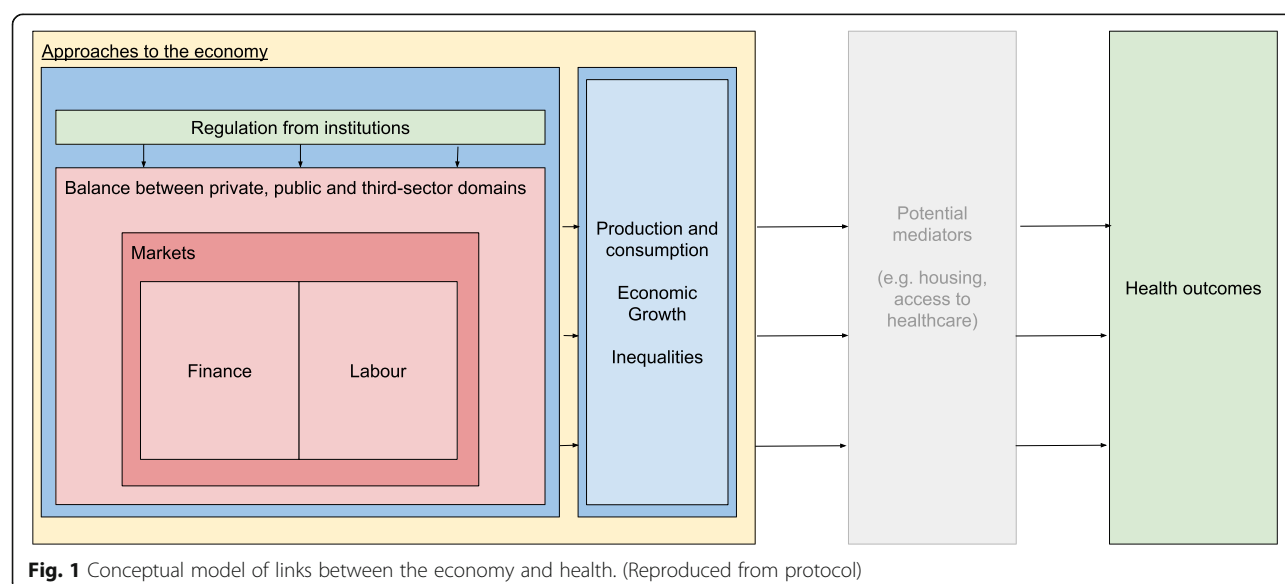 Approaches to the economy
Regulation from institutions
Balance between private, public and third-sector domains
Markets
Finance
Labour
Production and
consumption
Economic
Growth
Inequalities
Potential
mediators
(e.g. housing,
access to
healthcare)
Health outcomes
Fig. 1 Conceptual model of links between the economy and health. (Reproduced from protocol)